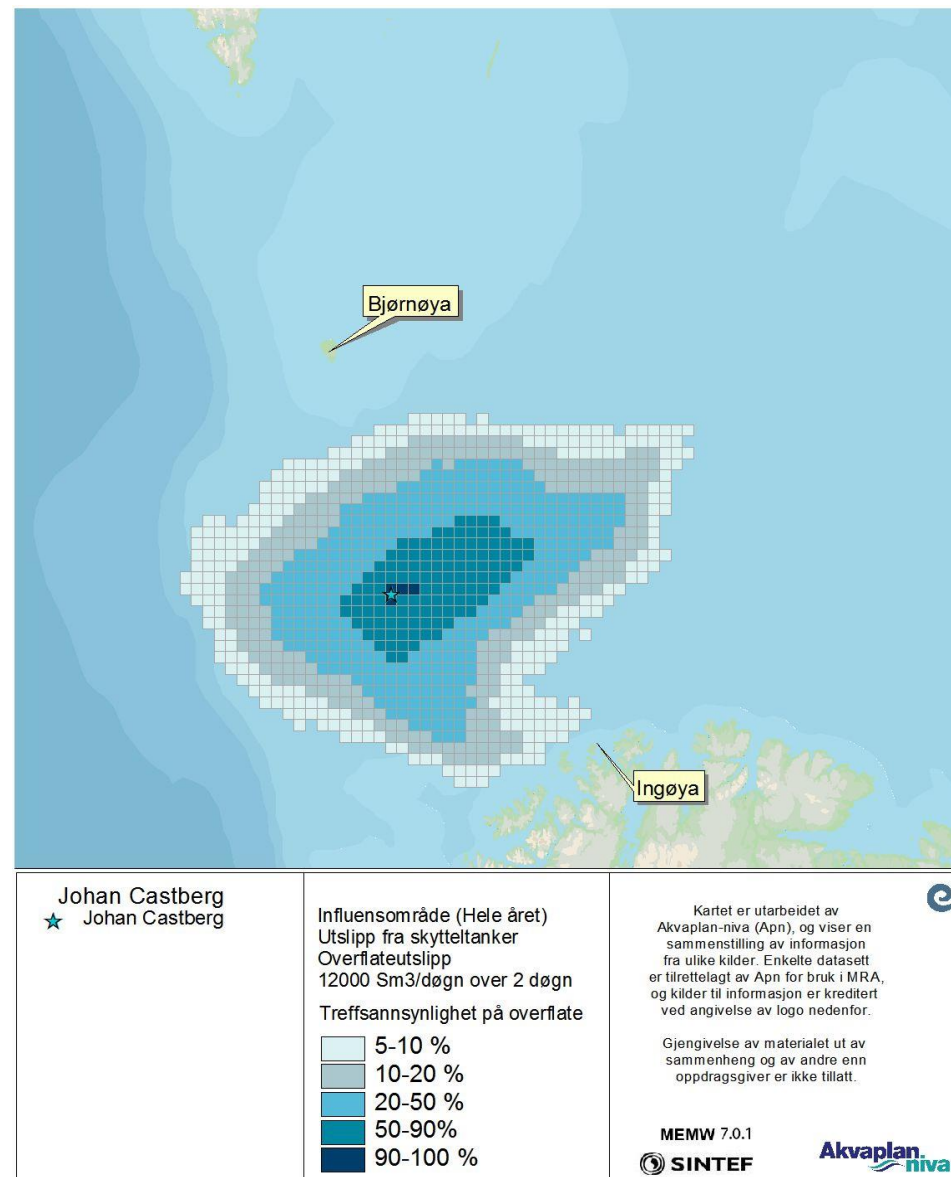 Bjørnøya
Ingøya
Johan Castberg
Johan Castberg
Influensområde (Hele året)
Utslipp fra skytteltanker
Overflateutslipp
12000 Sm3/døgn over 2 døgn
Treffsannsynlighet på overflate
5-10 %
10-20 %
20-50 %
50-90%
90-100 %
Kartet er utarbeidet av
Akvaplan-niva (Apn), og viser en
sammenstilling av informasjon
fra ulike kilder. Enkelte datasett
er tilrettelagt av Apn for bruk i MRA,
og kilder til informasjon er kreditert
ved angivelse av logo nedenfor.
Gjengivelse av materialet ut av
sammenheng og av andre enn
oppdragsgiver er ikke tillatt.
MEMW 7.0.1
SINTEF
Akvaplan
niva